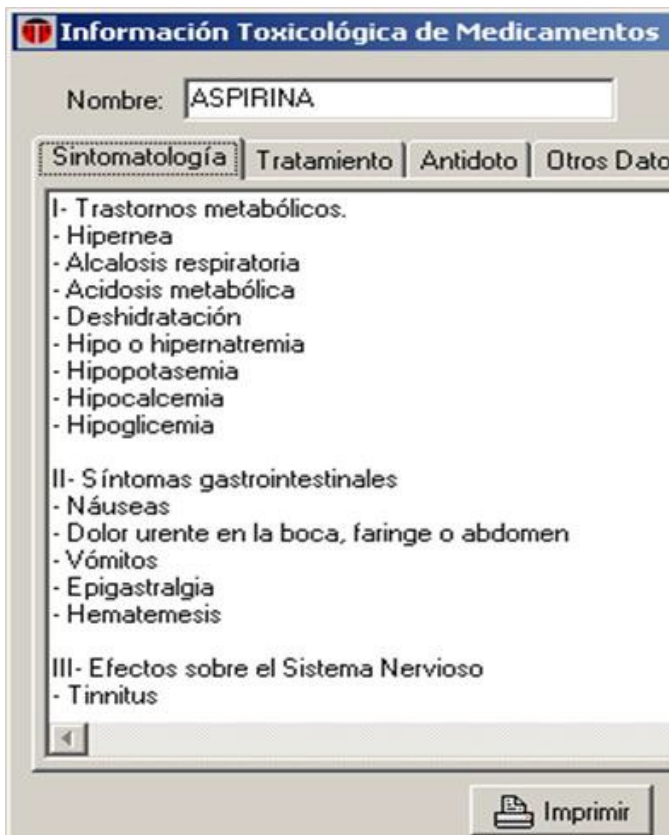 Información Toxicológica de Medicamentos
Nombre: ASPIRINA
Sintomatología Tratamiento Antidoto Otros Dato
I- Trastornos metabólicos.
- Hipernea
- Alcalosis respiratoria
- Acidosis metabólica
- Deshidratación
- Hipo o hipernatremia
- Hipopotasemia
- Hipocalcemia
- Hipoglicemia
II- Síntomas gastrointestinales
- Náuseas
- Dolor urente en la boca, faringe o abdomen
- Vómitos
- Epigastralgia
- Hematemesis
III- Efectos sobre el Sistema Nervioso
- Tinnitus
Imprimir